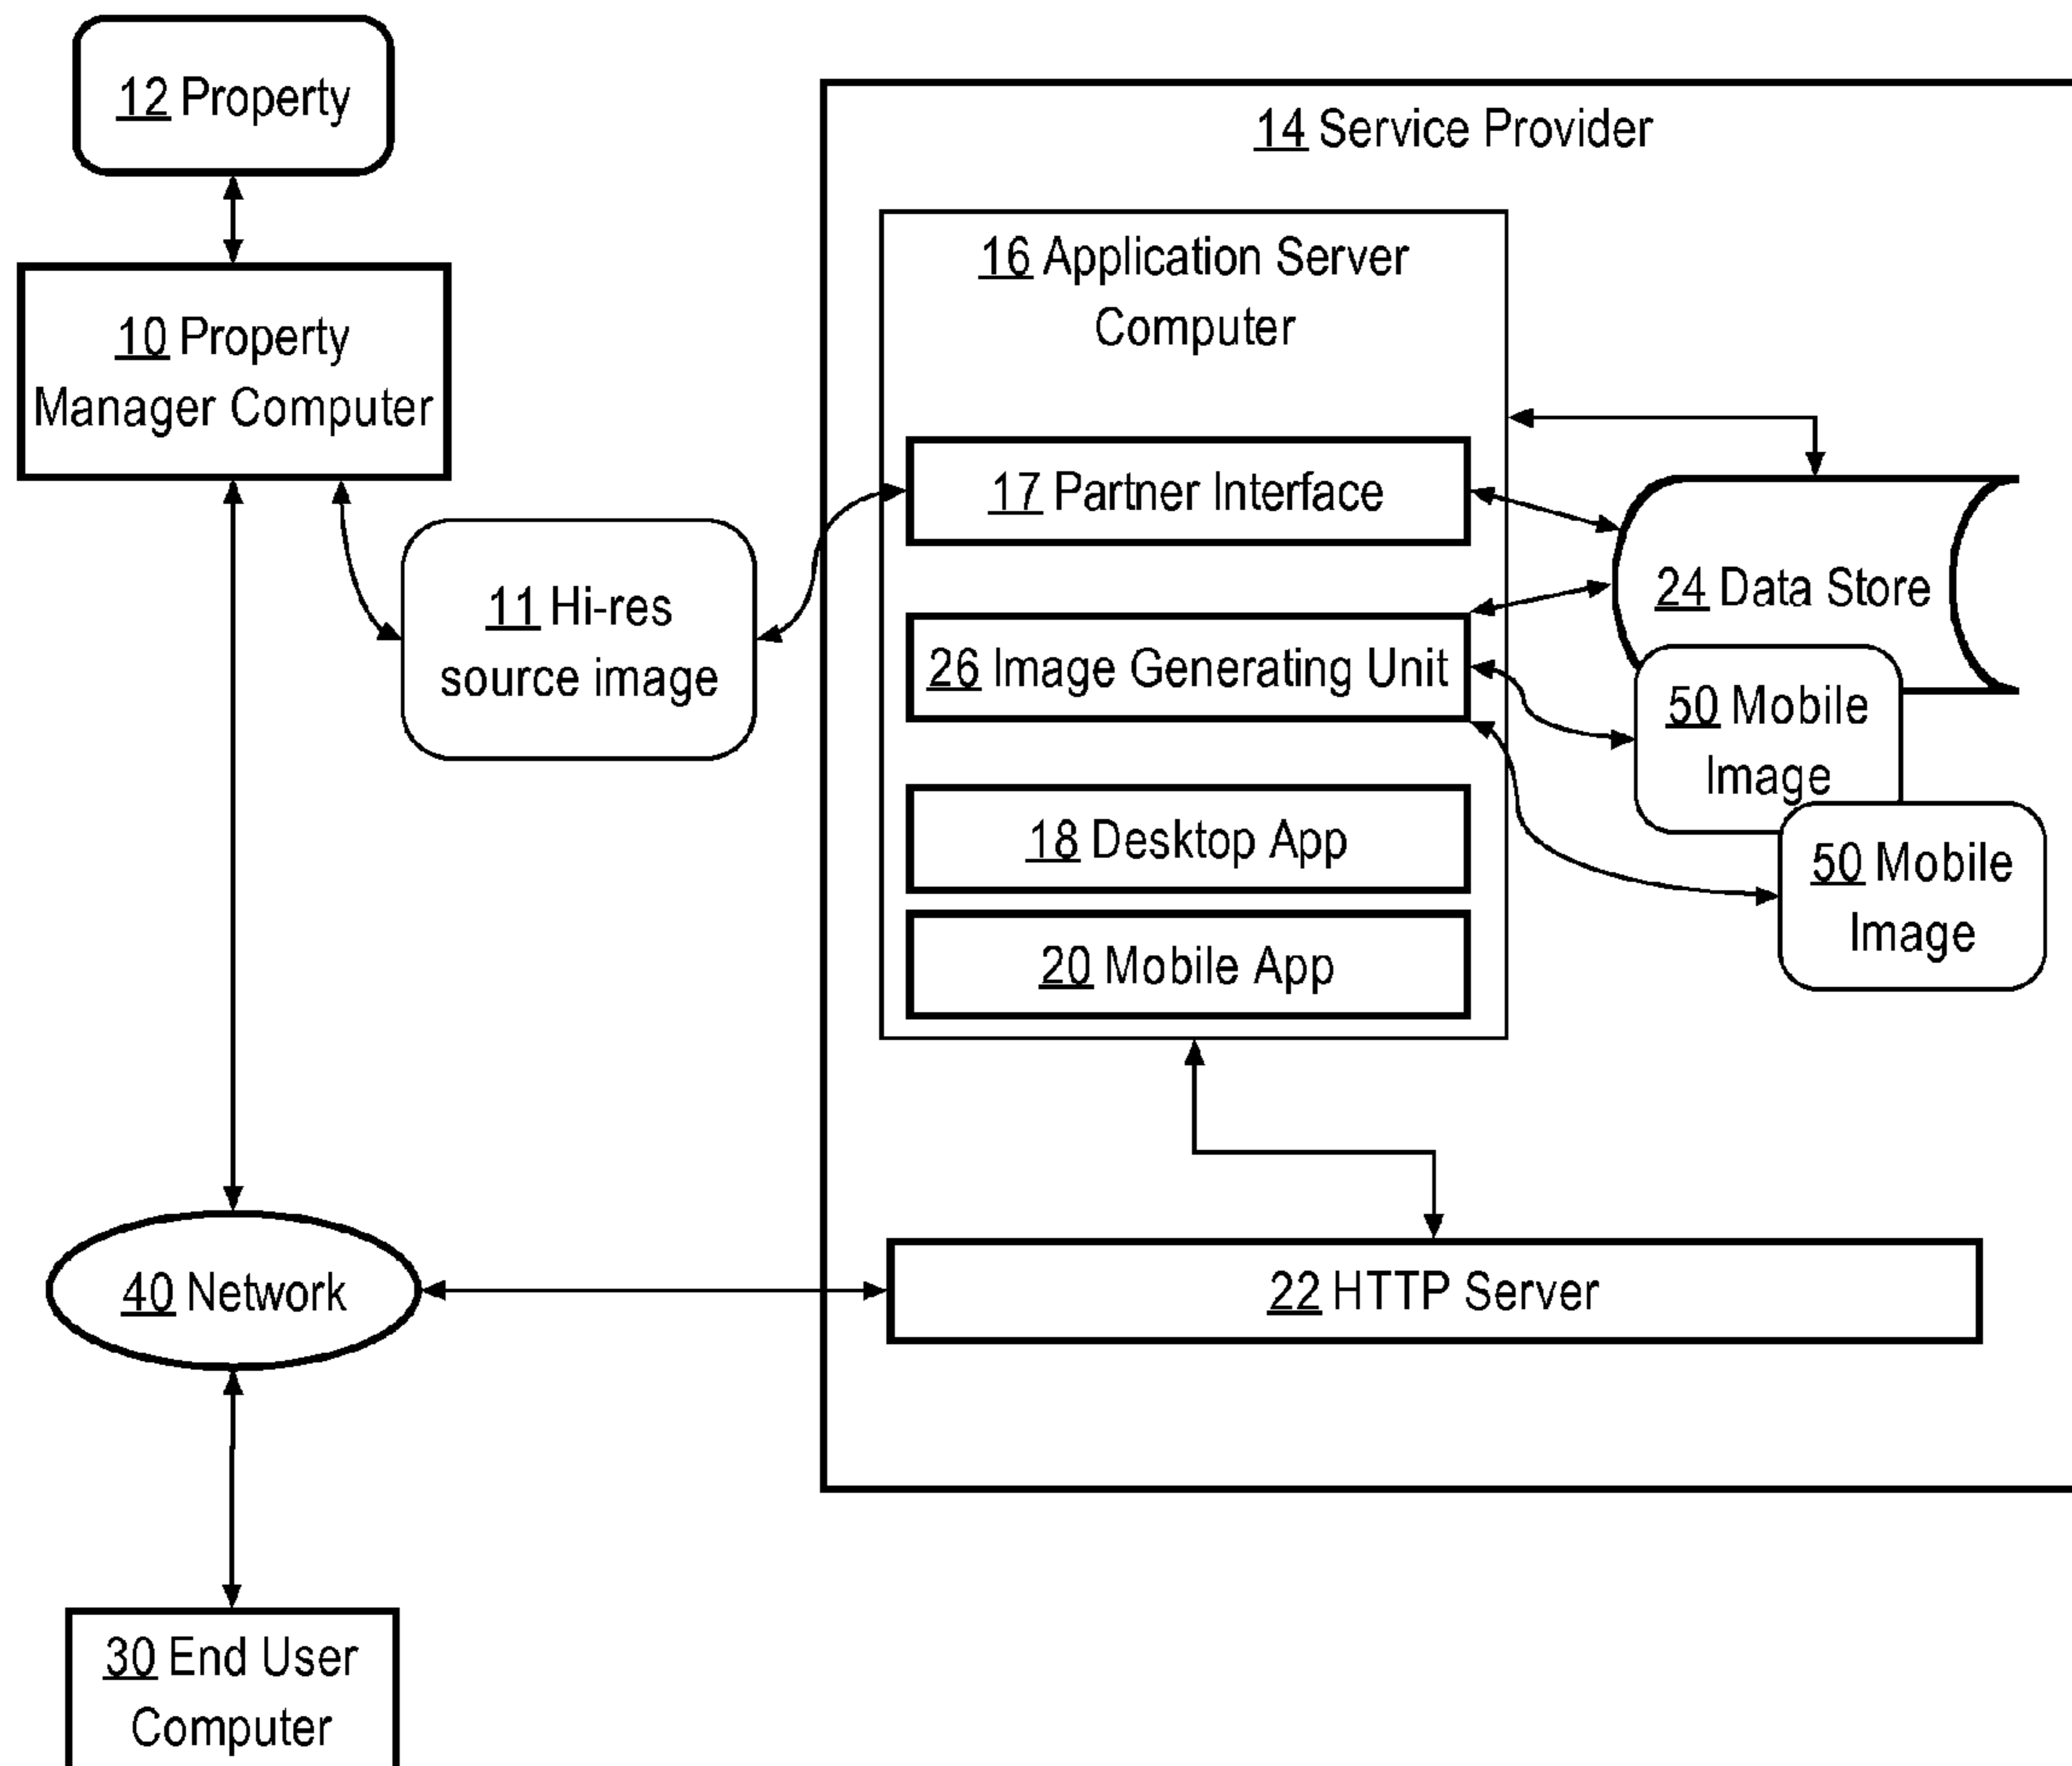 12 Property
14 Service Provider
16 Application Server
Computer
10 Property
Manager Computer
17 Partner Interface
11 Hi-res
source image
24 Data Store
26 Image Generating Unit
50 Mobile
Image
18 Desktop App
50 Mobile
Image
20 Mobile App
40 Network
22 HTTP Server
30 End User
Computer